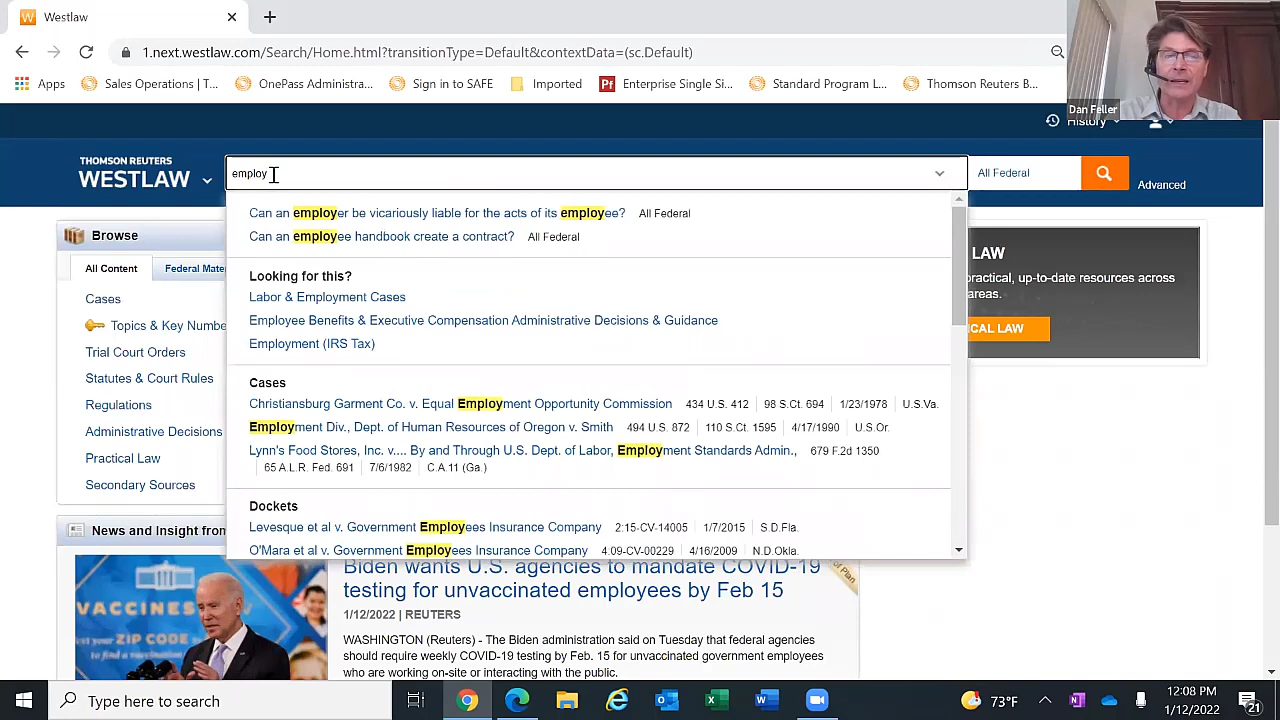 Westlaw
1.next.westlaw.com/Search/Home.html?transitionType=Default&contextData=(sc.Default)
Apps
Sales Operations | T...
OnePass Administra...
Sign in to SAP
Imported
Enterprise Single Si...
Standard Program L...
Thomson Reuters B...
Dan Feller
History
THOMSON REUTERS
WESTLAW
employ
All Federal
Advanced
Can an employer be vicariously liable for the acts of its employee? All Federal
Can an employee handbook create a contract? All Federal
Looking for this?
Labor & Employment Cases
Employee Benefits & Executive Compensation Administrative Decisions & Guidance
Employment (IRS Tax)
Cases
Christiansburg Garment Co. v. Equal Employment Opportunity Commission 434 U.S. 412 98 S.Ct. 694 1/23/1978 U.S.Va.
Employment Div., Dept. of Human Resources of Oregon v. Smith 494 U.S. 872 110 S.Ct. 1595 4/17/1990 U.S.Or.
Lynn's Food Stores, Inc. v.... By and Through U.S. Dept. of Labor, Employment Standards Admin., 679 F.2d 1350
65 A.L.R. Fed. 691 7/6/1982 C.A.11 (Ga.)
Dockets
Levesque et al v. Government Employees Insurance Company 2:15-CV-14005 1/7/2015 S.D.Fla.
O'Mara et al v. Government Employees Insurance Company 4:09-CV-00229 4/16/2009 N.D.Okla.
Browse
All Content
Federal Mate
Cases
Topics & Key Numbe
Trial Court Orders
Statutes & Court Rules
Regulations
Administrative Decisions
Practical Law
Secondary Sources
LAW
practical, up-to-date resources across
areas.
ICAL LAW
News and Insight from
VACCINES
ZIP CODE
Biden wants U.S. agencies to mandate COVID-19
testing for unvaccinated employees by Feb 15
1/12/2022 | REUTERS
WASHINGTON (Reuters) - The Biden administration said on Tuesday that federal agencies
should require weekly COVID-19 testing by Feb. 15 for unvaccinated government employees
who are working on-site or interacting with the public.
of Plan
Type here to search
73°F
12:08 PM
1/12/2022
21